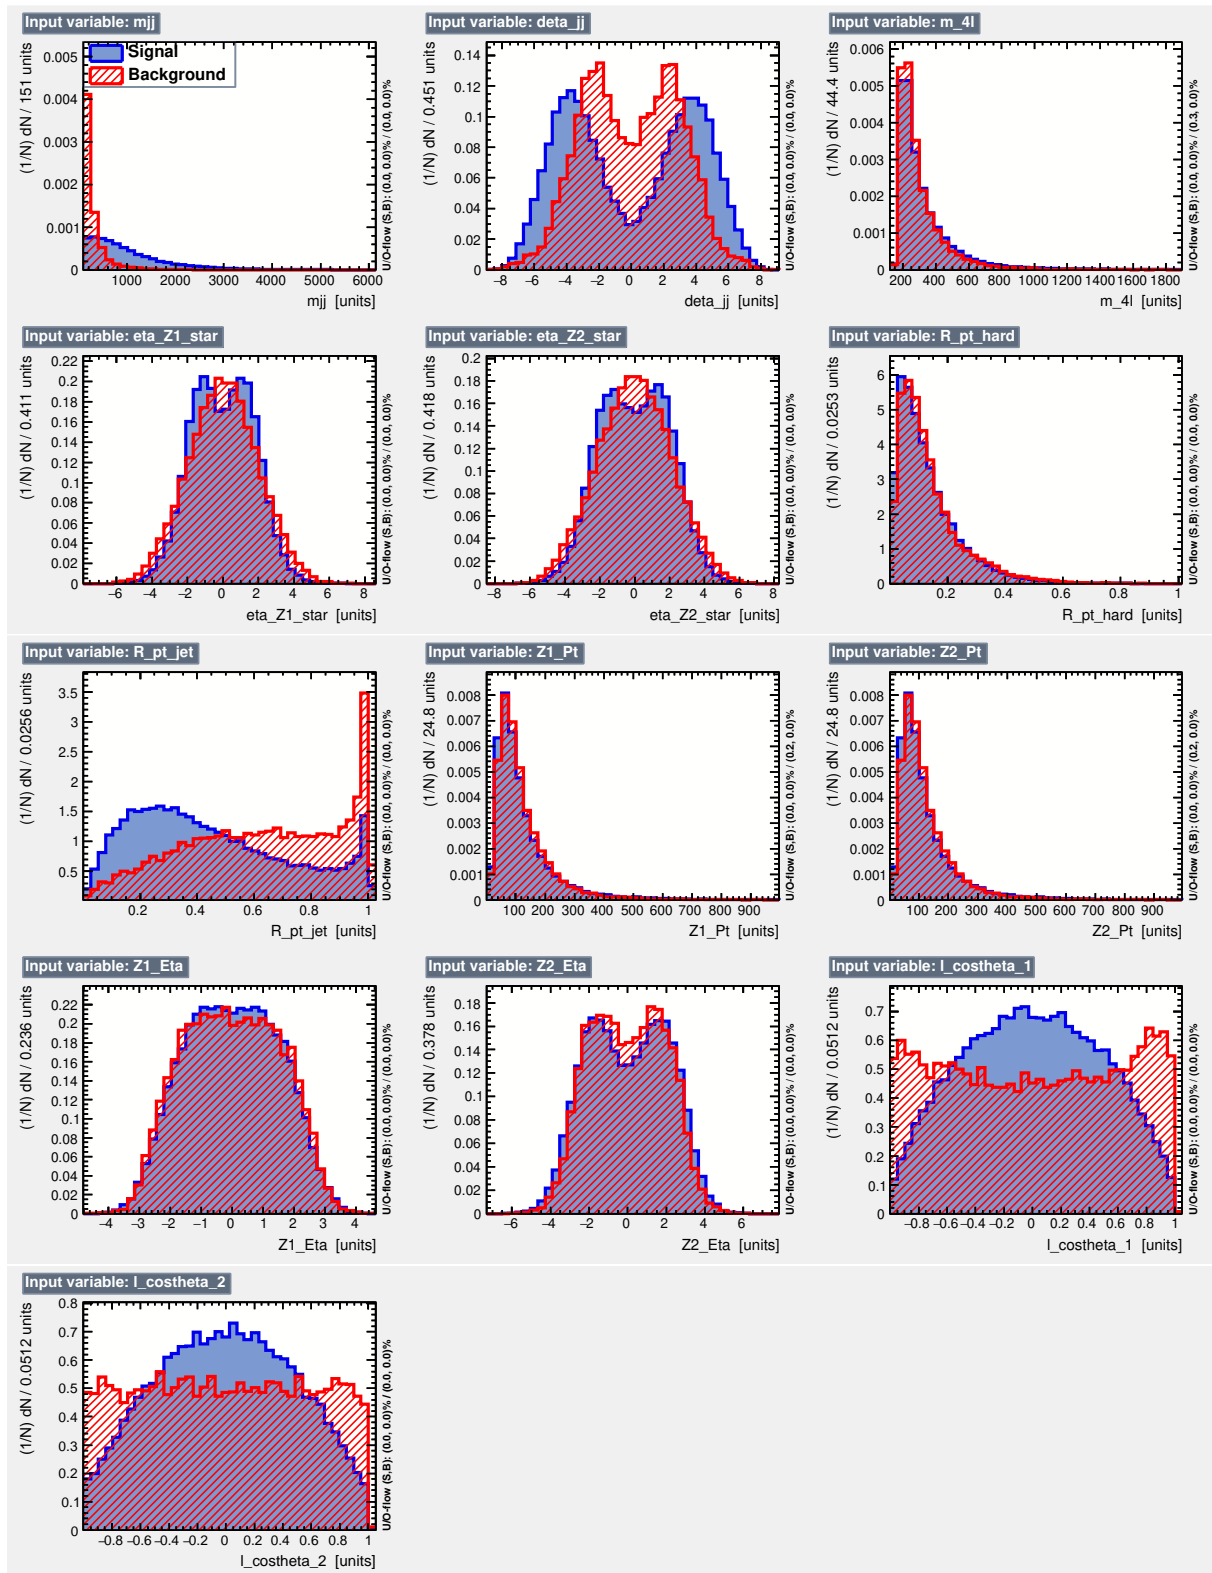 Input variable: mjj
(1/N) dN / 151 units
0.005
0.004
0.003
0.002
0.001
0
Signal
Background
1000 2000 3000 4000 5000 6000
mjj [units]
U/O-flow (S,B): (0.0, 0.0)% / (0.0, 0.0)%
Input variable: deta_jj
(1/N) dN / 0.451 units
0.14
0.12
0.1
0.08
0.06
0.04
0.02
0
−8 −6 −4 −2 0 2 4 6 8
deta_jj [units]
U/O-flow (S,B): (0.0, 0.0)% / (0.0, 0.0)%
Input variable: m_4l
(1/N) dN / 44.4 units
0.006
0.005
0.004
0.003
0.002
0.001
0
200 400 600 800 1000 1200 1400 1600 1800
m_4l [units]
U/O-flow (S,B): (0.0, 0.0)% / (0.3, 0.0)%
Input variable: eta_Z1_star
(1/N) dN / 0.411 units
0.22
0.2
0.18
0.16
0.14
0.12
0.1
0.08
0.06
0.04
0.02
0
−6 −4 −2 0 2 4 6 8
eta_Z1_star [units]
U/O-flow (S,B): (0.0, 0.0)% / (0.0, 0.0)%
Input variable: eta_Z2_star
(1/N) dN / 0.418 units
0.2
0.18
0.16
0.14
0.12
0.1
0.08
0.06
0.04
0.02
0
−8 −6 −4 −2 0 2 4 6 8
eta_Z2_star [units]
U/O-flow (S,B): (0.0, 0.0)% / (0.0, 0.0)%
Input variable: R_pt_hard
(1/N) dN / 0.0253 units
6
5
4
3
2
1
0
0.2 0.4 0.6 0.8 1
R_pt_hard [units]
U/O-flow (S,B): (0.0, 0.0)% / (0.0, 0.0)%
Input variable: R_pt_jet
(1/N) dN / 0.0256 units
3.5
3
2.5
2
1.5
1
0.5
0.2 0.4 0.6 0.8 1
R_pt_jet [units]
U/O-flow (S,B): (0.0, 0.0)% / (0.0, 0.0)%
Input variable: Z1_Pt
(1/N) dN / 24.8 units
0.008
0.007
0.006
0.005
0.004
0.003
0.002
0.001
0
100 200 300 400 500 600 700 800 900
Z1_Pt [units]
U/O-flow (S,B): (0.0, 0.0)% / (0.2, 0.0)%
Input variable: Z2_Pt
(1/N) dN / 24.8 units
0.008
0.007
0.006
0.005
0.004
0.003
0.002
0.001
0
100 200 300 400 500 600 700 800 900
Z2_Pt [units]
U/O-flow (S,B): (0.0, 0.0)% / (0.2, 0.0)%
Input variable: Z1_Eta
(1/N) dN / 0.236 units
0.22
0.2
0.18
0.16
0.14
0.12
0.1
0.08
0.06
0.04
0.02
0
−4 −3 −2 −1 0 1 2 3 4
Z1_Eta [units]
U/O-flow (S,B): (0.0, 0.0)% / (0.0, 0.0)%
Input variable: Z2_Eta
(1/N) dN / 0.378 units
0.18
0.16
0.14
0.12
0.1
0.08
0.06
0.04
0.02
0
−6 −4 −2 0 2 4 6
Z2_Eta [units]
U/O-flow (S,B): (0.0, 0.0)% / (0.0, 0.0)%
Input variable: l_costheta_1
(1/N) dN / 0.0512 units
0.7
0.6
0.5
0.4
0.3
0.2
0.1
0
−0.8 −0.6 −0.4 −0.2 0 0.2 0.4 0.6 0.8 1
l_costheta_1 [units]
U/O-flow (S,B): (0.0, 0.0)% / (0.0, 0.0)%
Input variable: l_costheta_2
(1/N) dN / 0.0512 units
0.8
0.7
0.6
0.5
0.4
0.3
0.2
0.1
0
−0.8 −0.6 −0.4 −0.2 0 0.2 0.4 0.6 0.8 1
l_costheta_2 [units]
U/O-flow (S,B): (0.0, 0.0)% / (0.0, 0.0)%